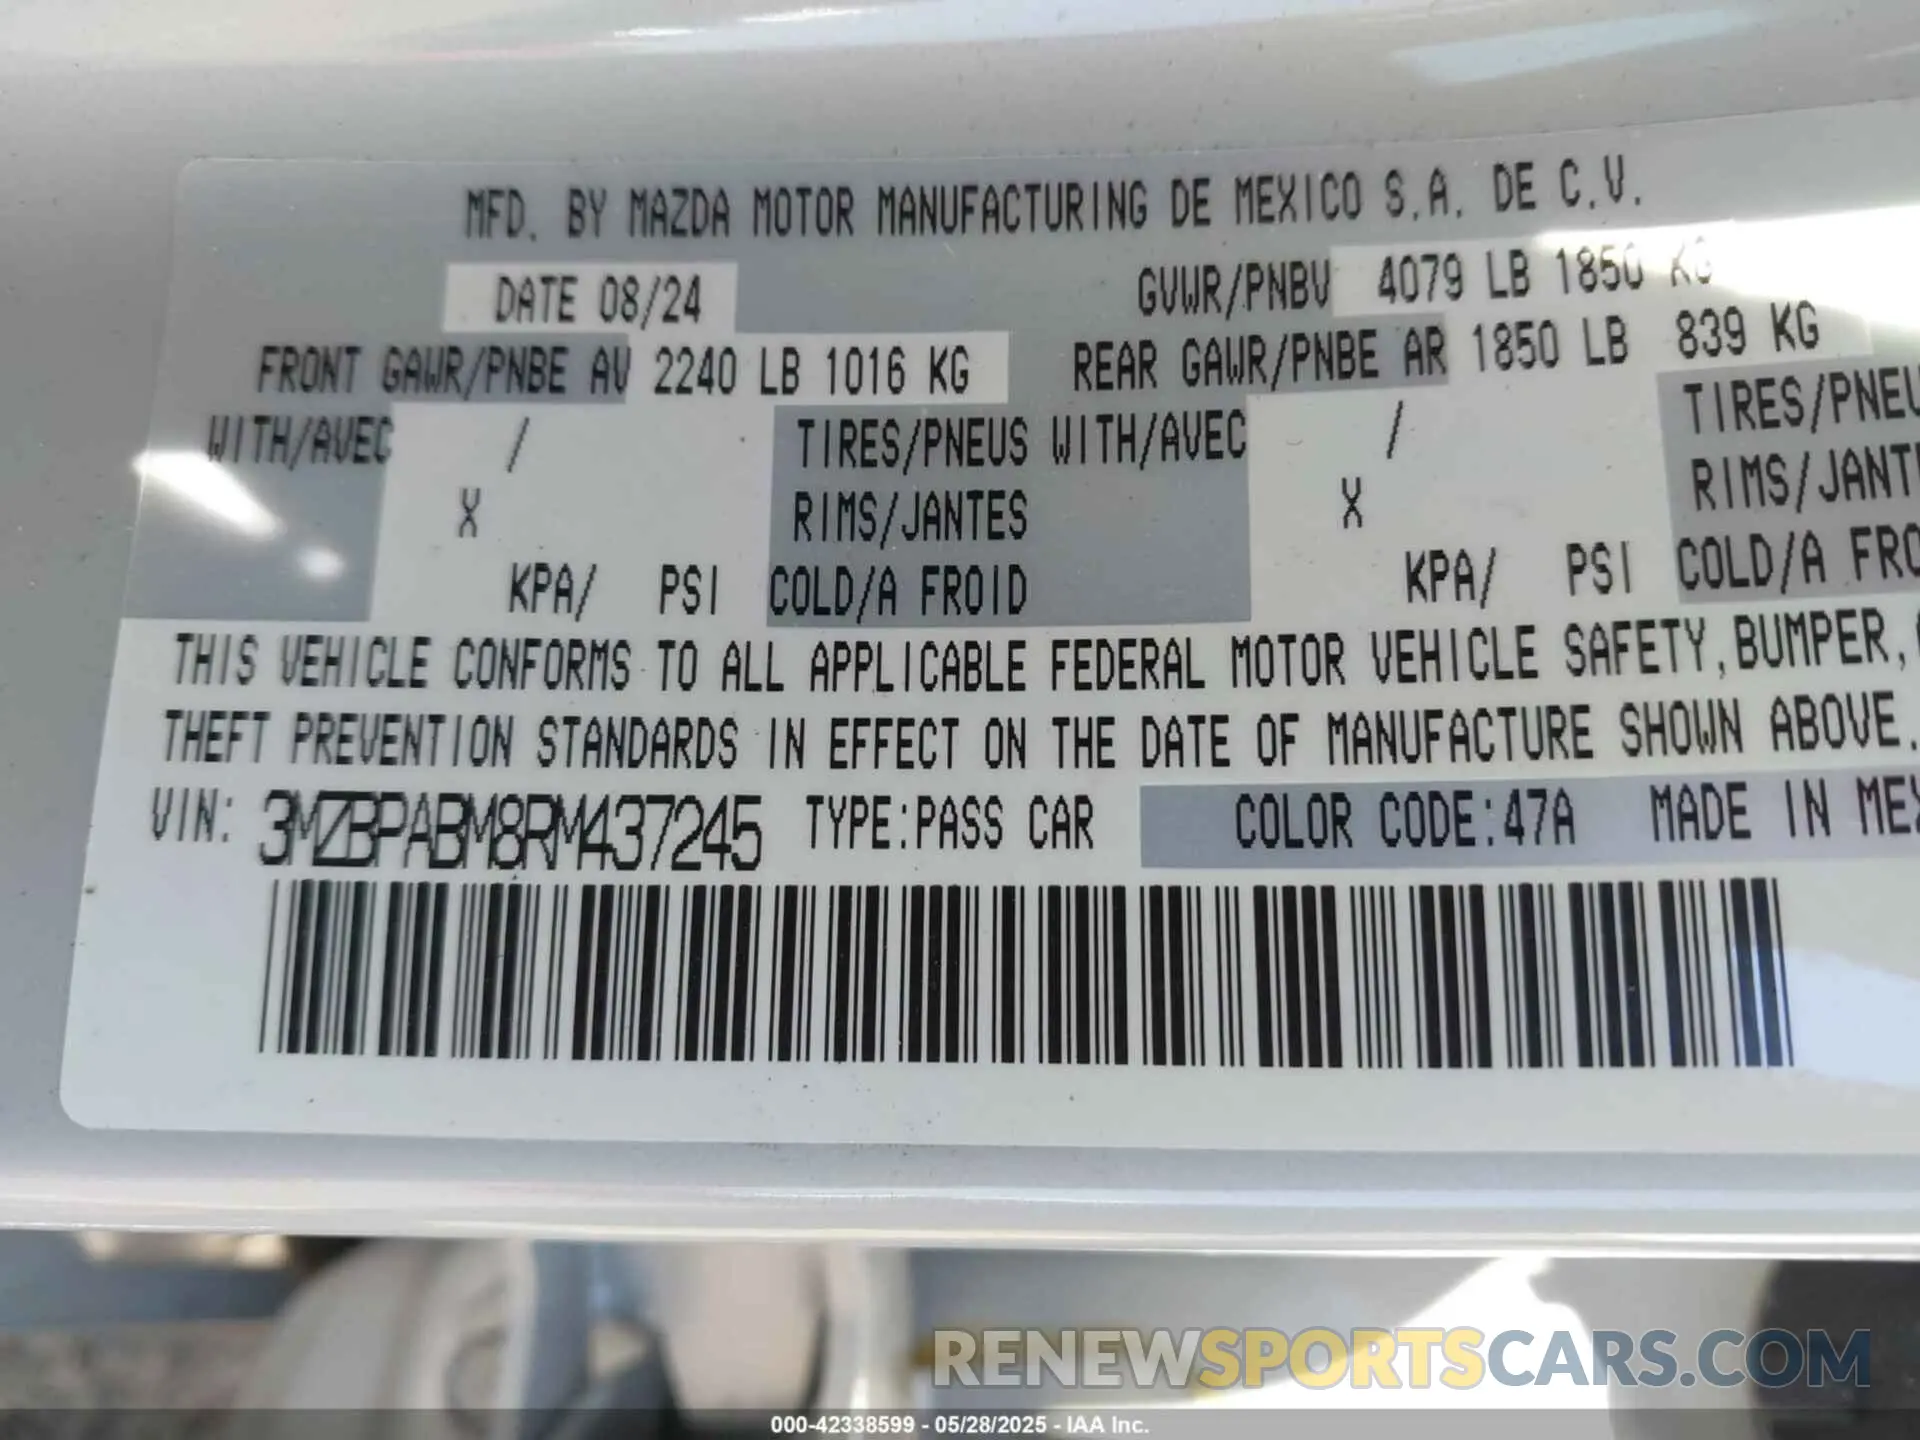 MFD. BY MAZDA MOTOR MANUFACTURING DE MEXICO S.A. DE C.V.
DATE 08/24 GVWR/PNBV 4079 LB 1850 KG
FRONT GAWR/PNBE AV 2240 LB 1016 KG REAR GAWR/PNBE AR 1850 LB 839 KG
WITH/AVEC / TIRES/PNEUS WITH/AVEC / TIRES/PNEU
X RIMS/JANTES X RIMS/JANT
KPA/ PSI COLD/A FROID KPA/ PSI COLD/A FRO
THIS VEHICLE CONFORMS TO ALL APPLICABLE FEDERAL MOTOR VEHICLE SAFETY, BUMPER,
THEFT PREVENTION STANDARDS IN EFFECT ON THE DATE OF MANUFACTURE SHOWN ABOVE.
VIN: 3MZBPABM8RM437245 TYPE:PASS CAR COLOR CODE:47A MADE IN MEX
RENEWSPORTSCARS.COM
000-42338599 - 05/28/2025 - IAA Inc.